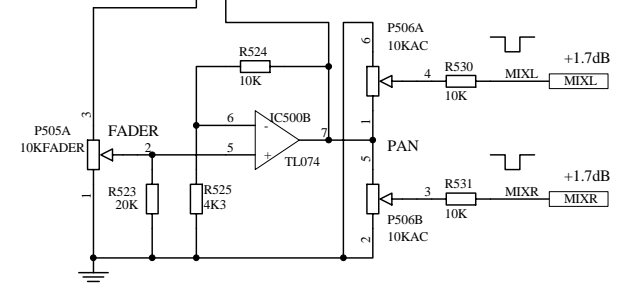 P506A
10KAC
6
R524
10K
R530
10K
4
MIXL
+1.7dB
MIXL
3
P505A
10KFADER
FADER
2
1
6
5
-
+
IC500B
TL074
7
1
PAN
5
R523
20K
R525
4K3
3
R531
10K
MIXR
+1.7dB
MIXR
P506B
10KAC
2